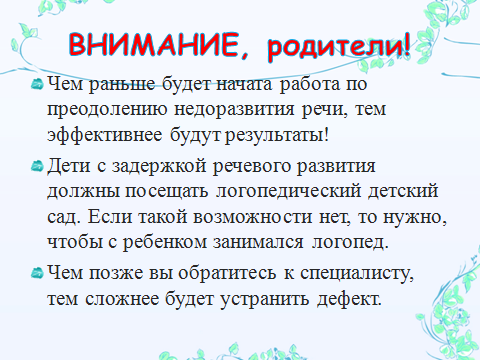 ВНИМАНИЕ, родители!
Чем раньше будет начата работа по
преодолению недоразвития речи, тем
эффективнее будут результаты!
Дети с задержкой речевого развития
должны посещать логопедический детский
сад. Если такой возможности нет, то нужно,
чтобы с ребенком занимался логопед.
Чем позже вы обратитесь к специалисту,
тем сложнее будет устранить дефект.